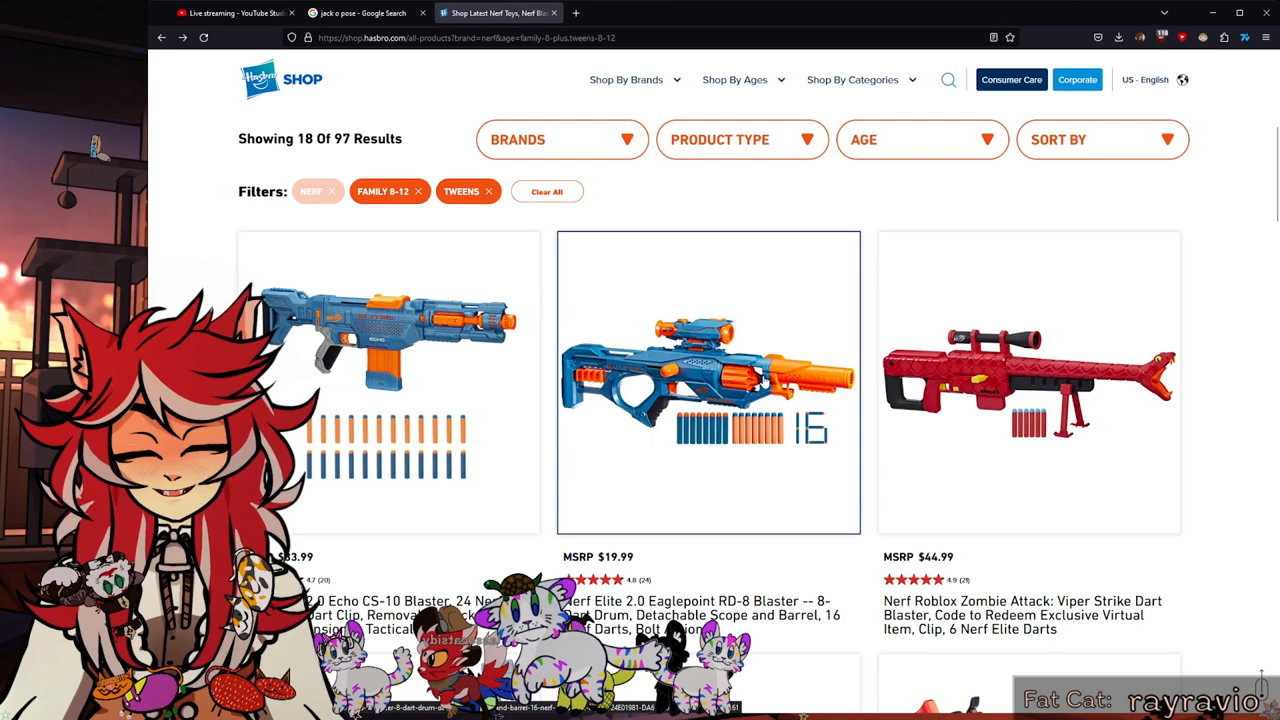 Live streaming - YouTube Stud
jack o pose - Google Search
Shop Latest Nerf Toys, Nerf Bla
https://shop.hasbro.com/all-products?brand=nerf&age=family-8-plus.tweens-8-12
118
Hasbro SHOP
Shop By Brands
Shop By Ages
Shop By Categories
Consumer Care
Corporate
US - English
Showing 18 Of 97 Results
BRANDS
PRODUCT TYPE
AGE
SORT BY
Filters:
NERF
FAMILY 8-12
TWEENS
Clear All
16
$33.99
4.7 (20)
2.0 Echo CS-10 Blaster, 24 Ne
Dart Clip, Remova
Tactical
MSRP $19.99
4.8 (24)
Nerf Elite 2.0 Eaglepoint RD-8 Blaster -- 8-
Dart Drum, Detachable Scope and Barrel, 16
Darts, Bolt
MSRP $44.99
4.9 (21)
Nerf Roblox Zombie Attack: Viper Strike Dart
Blaster, Code to Redeem Exclusive Virtual
Item, Clip, 6 Nerf Elite Darts
Fat Cat: rayravio